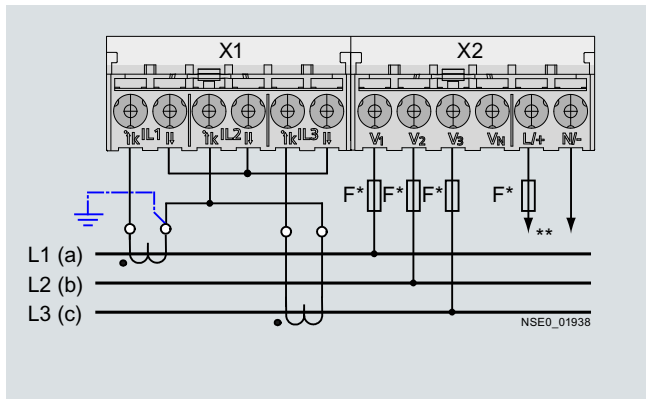 X1 X2
↑k IL1 l↓ ↑k IL2 l↓ ↑k IL3 l↓ V1 V2 V3 VN L/+ N/-
F* F* F* F*
**
L1 (a)
L2 (b)
L3 (c)
NSE0_01938